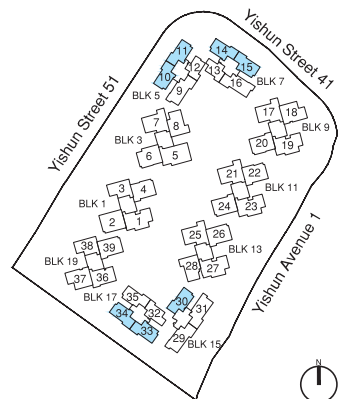 Yishun Street 41
Yishun Street 51
Yishun Avenue 1
11
10
12
9
BLK 5
14
15
13
16
BLK 7
7
8
6
5
BLK 3
17
18
20
19
BLK 9
3
4
2
1
BLK 1
21
22
24
23
BLK 11
38
39
37
36
BLK 19
25
26
28
27
BLK 13
BLK 17
35
34
32
33
30
31
29
BLK 15
N